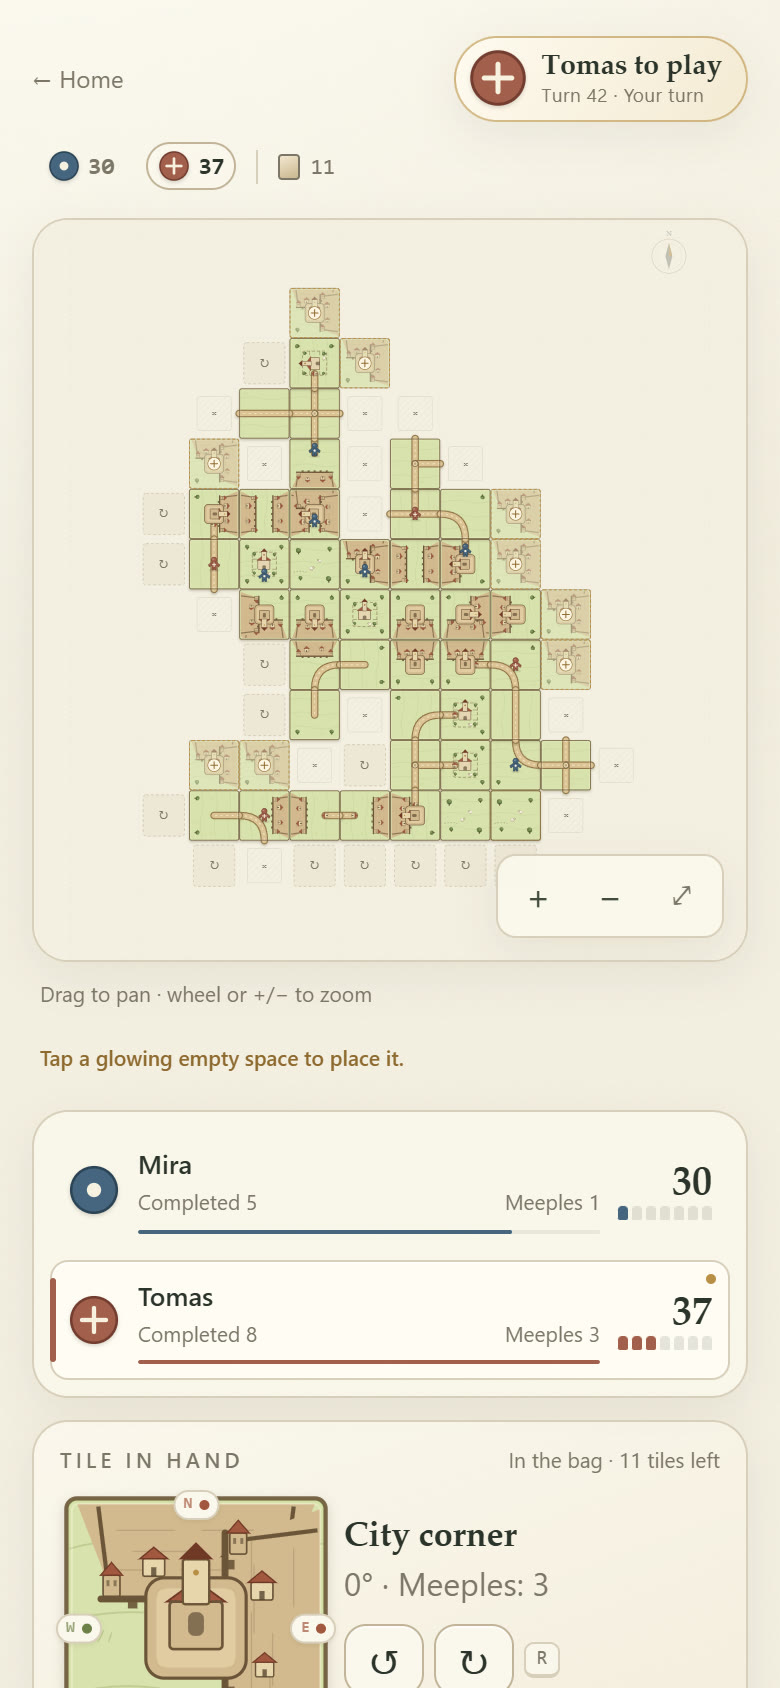 ← Home
Tomas to play
Turn 42 · Your turn
30
37
11
N
+ − ⤢
Drag to pan · wheel or +/− to zoom
Tap a glowing empty space to place it.
Mira
Completed 5
Meeples 1
30
Tomas
Completed 8
Meeples 3
37
TILE IN HAND
In the bag · 11 tiles left
N
W
E
City corner
0° · Meeples: 3
↺ ↻ R